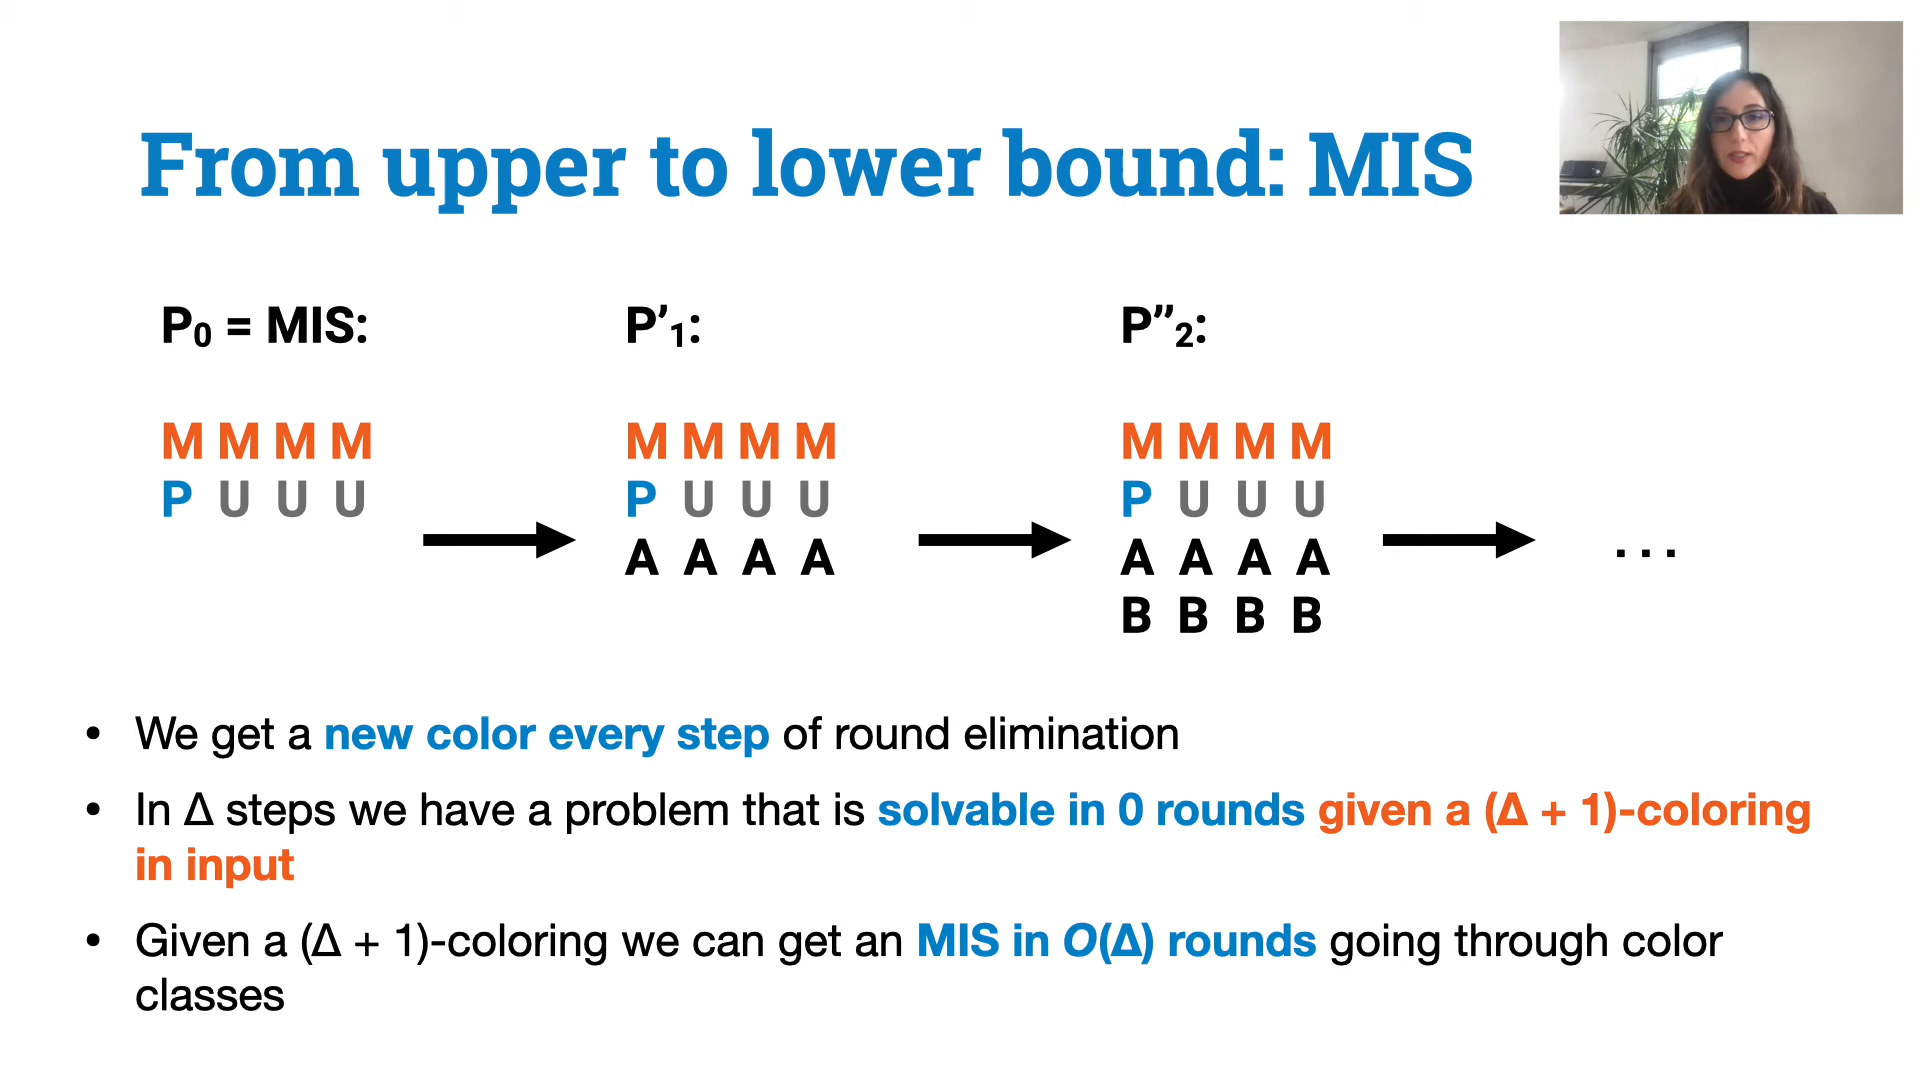 From upper to lower bound: MIS
P₀ = MIS:
P’₁:
P”₂:
M M M M
P U U U
M M M M
P U U U
A A A A
M M M M
P U U U
A A A A
B B B B
...
• We get a new color every step of round elimination
• In Δ steps we have a problem that is solvable in 0 rounds given a (Δ + 1)-coloring
in input
• Given a (Δ + 1)-coloring we can get an MIS in O(Δ) rounds going through color
classes